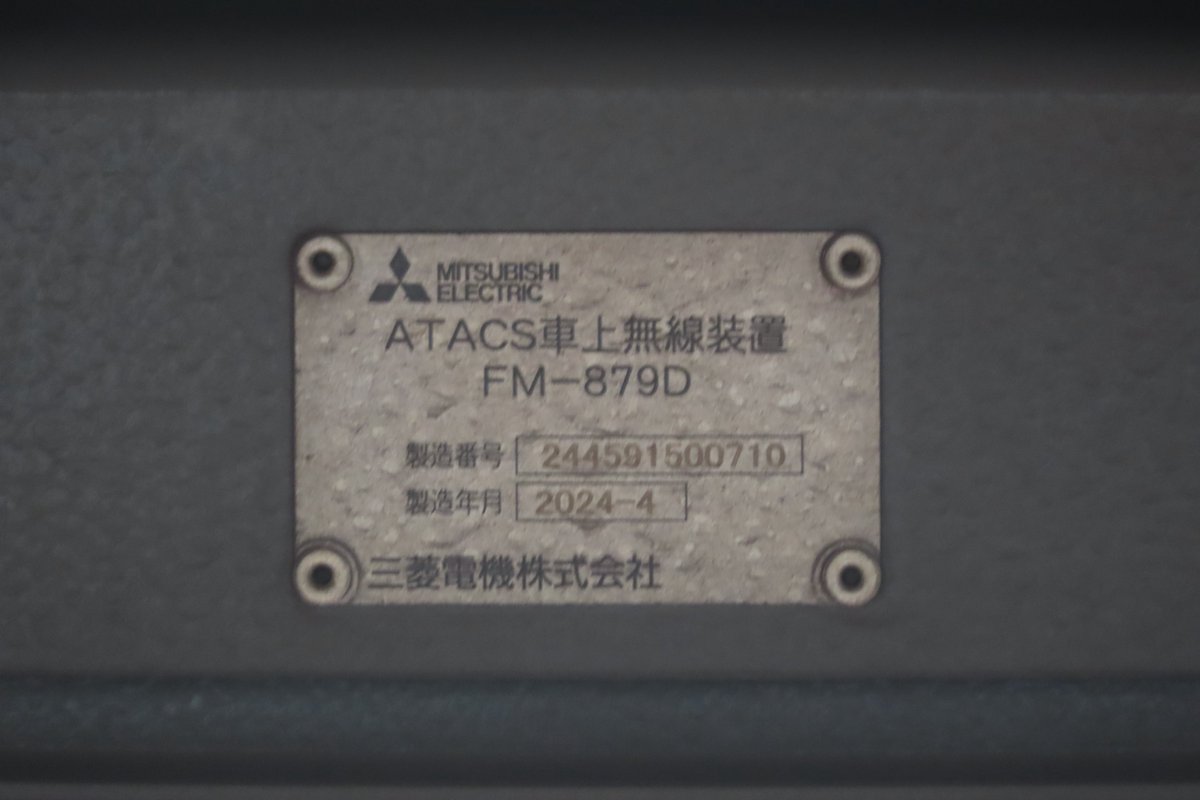 MITSUBISHI
ELECTRIC
ATACS車上無線装置
FM-879D
製造番号 244591500710
製造年月 2024-4
三菱電機株式会社